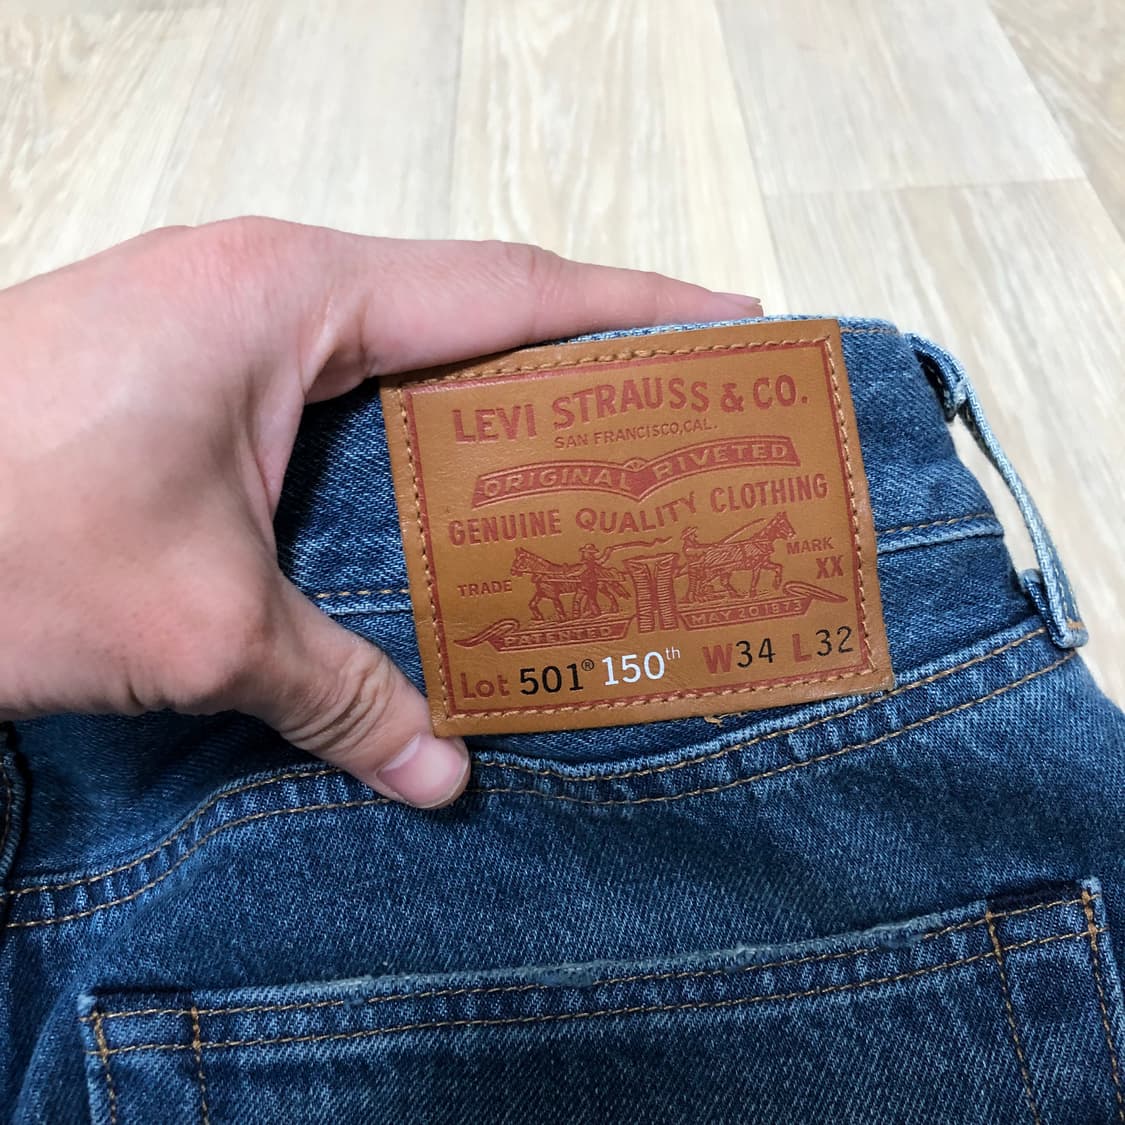 LEVI STRAUSS & CO.
SAN FRANCISCO, CAL.
ORIGINAL RIVETED
GENUINE QUALITY CLOTHING
TRADE MARK
XX
PATENTED MAY 20 1873
Lot 501® 150th W34 L32